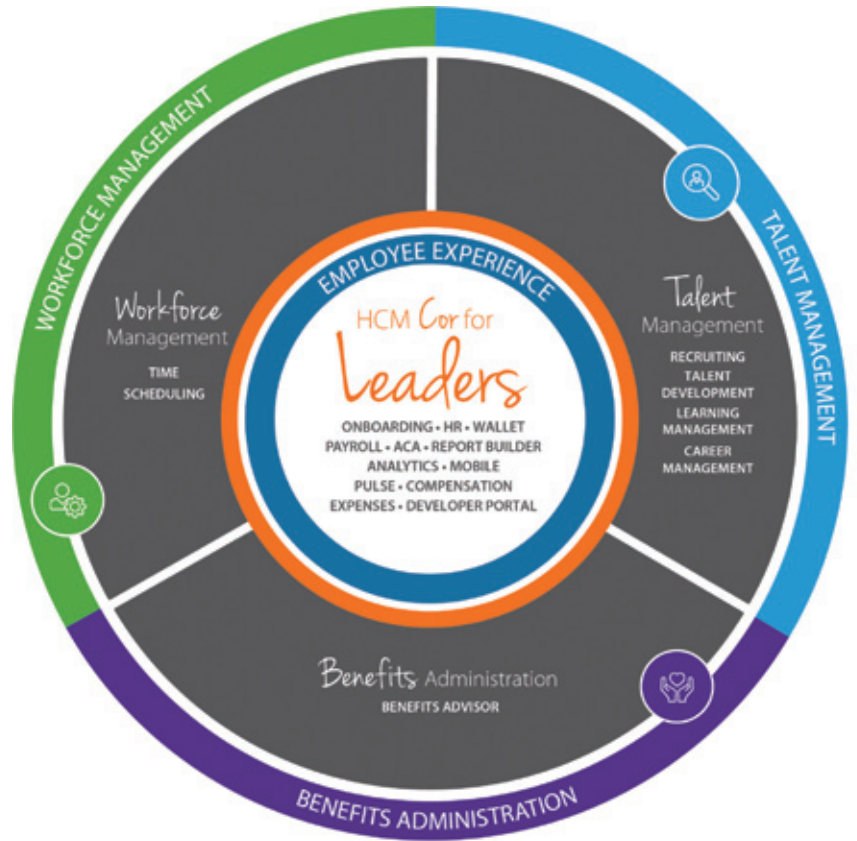 WORKFORCE MANAGEMENT
TALENT MANAGEMENT
BENEFITS ADMINISTRATION
EMPLOYEE EXPERIENCE
HCM Cor for
Leaders
ONBOARDING • HR • WALLET
PAYROLL • ACA • REPORT BUILDER
ANALYTICS • MOBILE
PULSE • COMPENSATION
EXPENSES • DEVELOPER PORTAL
Workforce
Management
TIME
SCHEDULING
Talent
Management
RECRUITING
TALENT
DEVELOPMENT
LEARNING
MANAGEMENT
CAREER
MANAGEMENT
Benefits Administration
BENEFITS ADVISOR